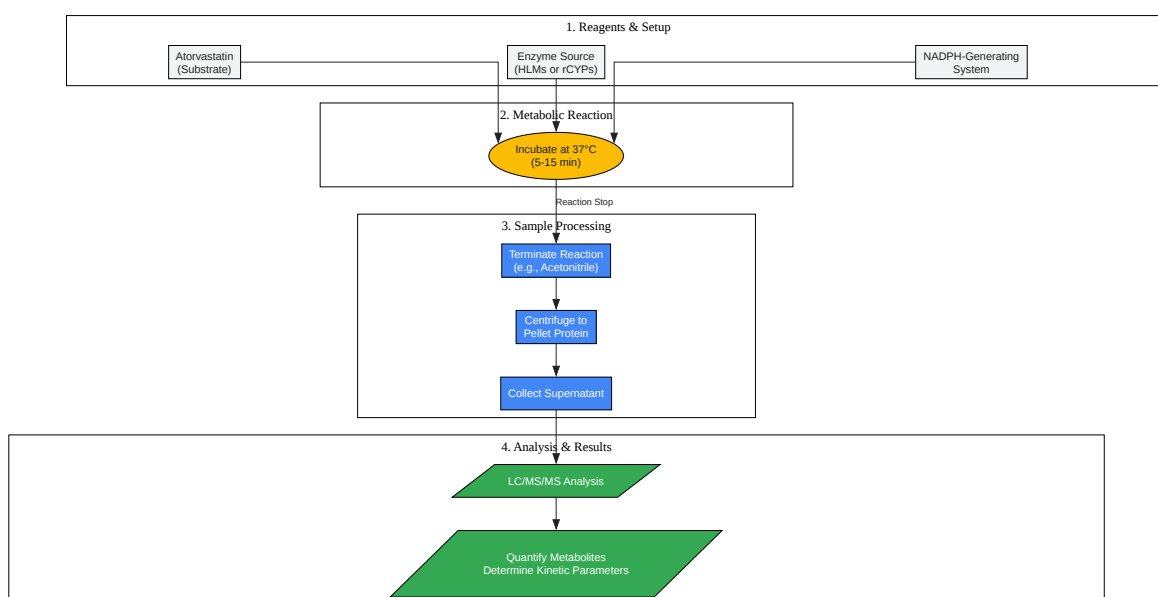 1. Reagents & Setup
Atorvastatin
(Substrate)
Enzyme Source
(HLMs or rCYPs)
NADPH-Generating
System
2. Metabolic Reaction
Incubate at 37°C
(5-15 min)
Reaction Stop
3. Sample Processing
Terminate Reaction
(e.g., Acetonitrile)
Centrifuge to
Pellet Protein
Collect Supernatant
4. Analysis & Results
LC/MS/MS Analysis
Quantify Metabolites
Determine Kinetic Parameters